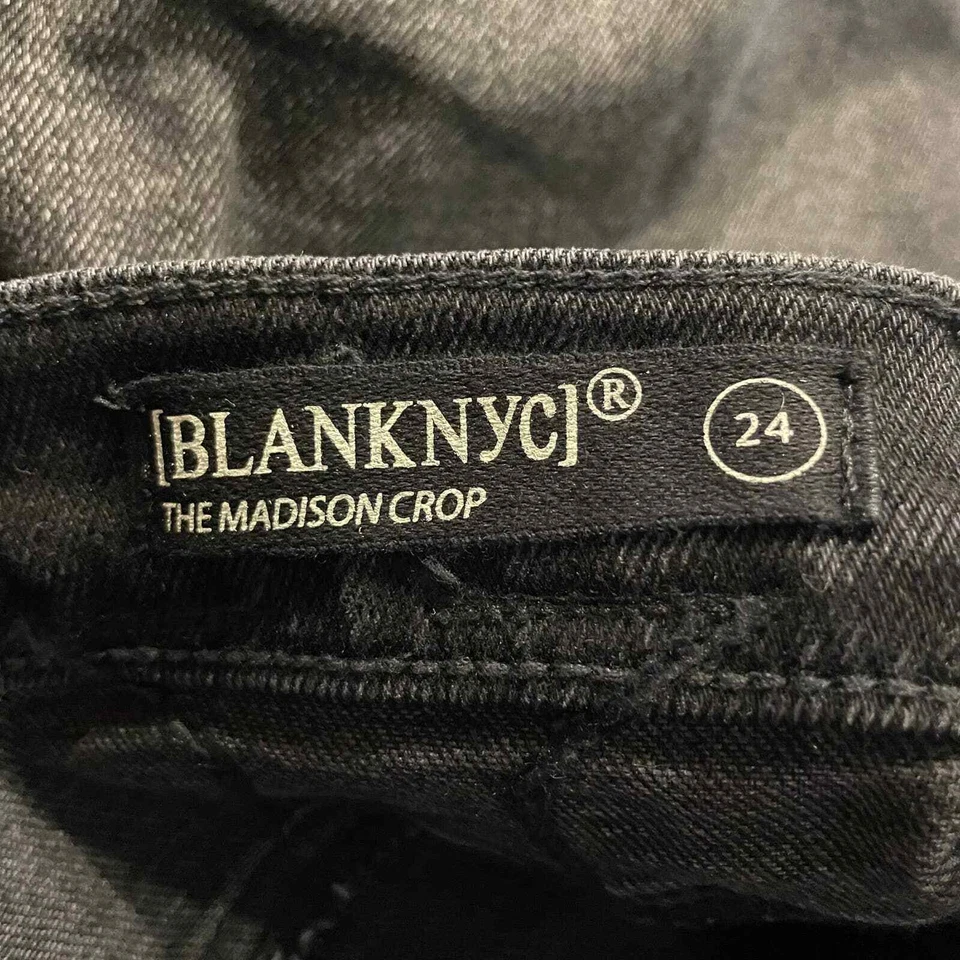 [BLANKNYC]® 24
THE MADISON CROP